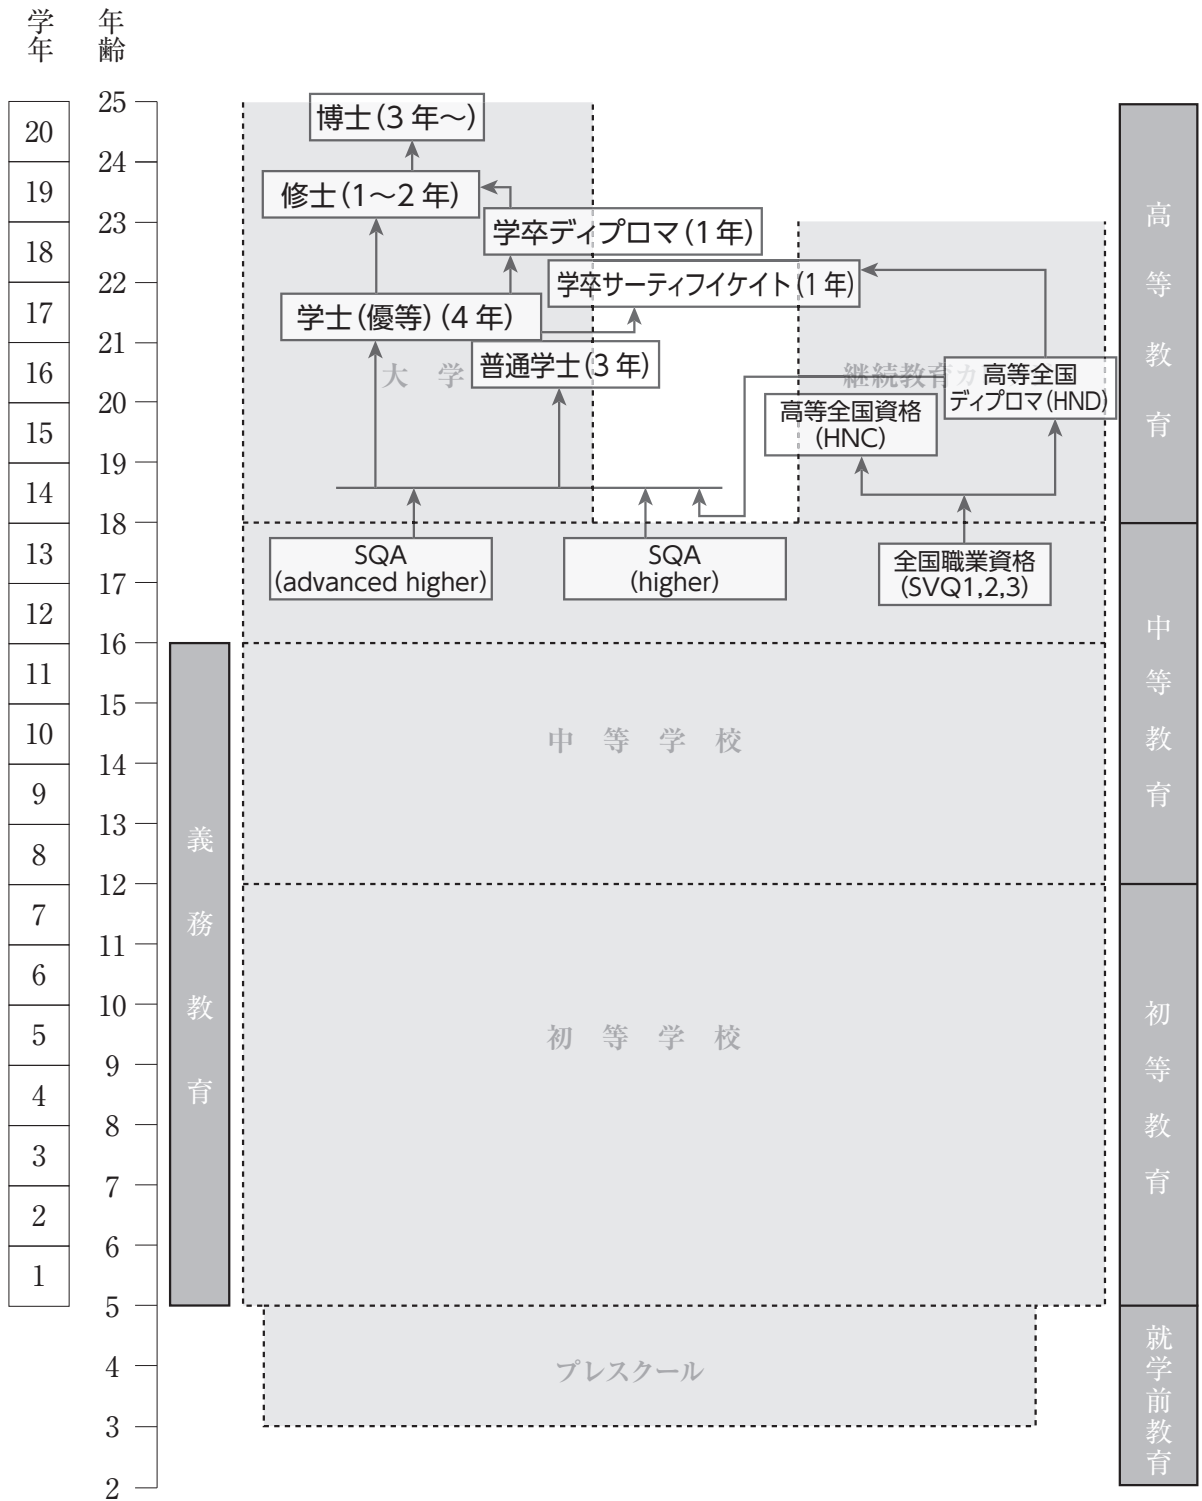 学年
年齢
25
20
24
19
23
18
22
17
21
16
20
15
19
14
18
13
17
12
16
11
15
10
14
9
13
8
12
7
11
6
10
5
9
4
8
3
7
2
6
1
5
4
3
2
義務教育
博士(3年〜)
修士(1〜2年)
学卒ディプロマ(1年)
学卒サーティフイケイト(1年)
学士(優等)(4年)
普通学士(3年)
大学
継続教育カ
高等全国
ディプロマ(HND)
高等全国資格
(HNC)
SQA
(advanced higher)
SQA
(higher)
全国職業資格
(SVQ1,2,3)
中等学校
初等学校
プレスクール
高等教育
中等教育
初等教育
就学前教育